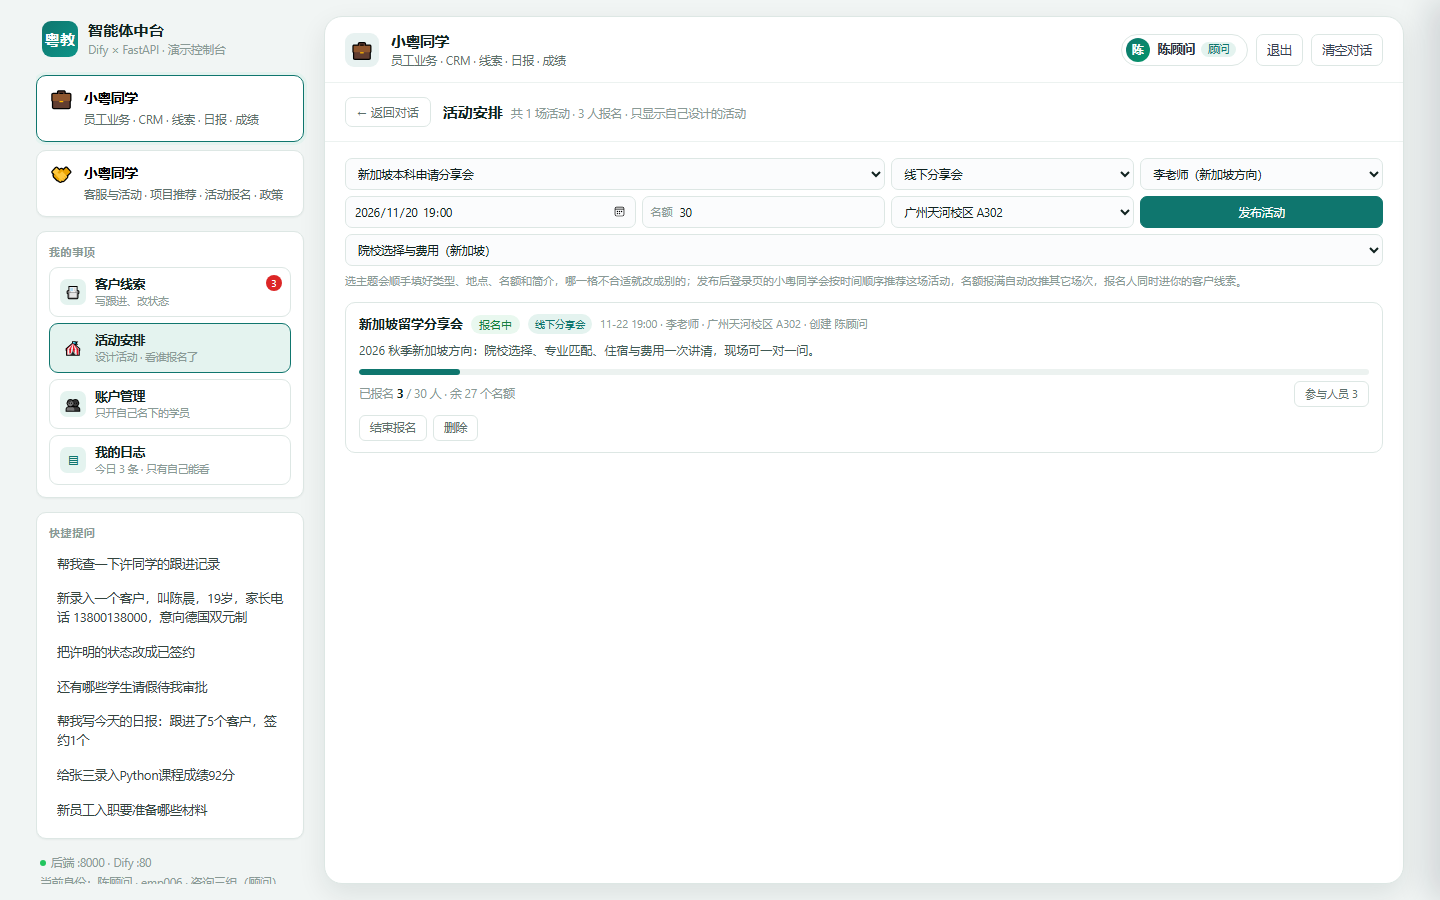 粤教
智能体中台
Dify × FastAPI · 演示控制台
小粤同学
员工业务 · CRM · 线索 · 日报 · 成绩
小粤同学
客服与活动 · 项目推荐 · 活动报名 · 政策
我的事项
客户线索
写跟进、改状态
3
活动安排
设计活动 · 看谁报名了
账户管理
只开自己名下的学员
我的日志
今日 3 条 · 只有自己能看
快捷提问
帮我查一下许同学的跟进记录
新录入一个客户，叫陈晨，19岁，家长电
话 13800138000，意向德国双元制
把许明的状态改成已签约
还有哪些学生请假待我审批
帮我写今天的日报：跟进了5个客户，签
约1个
给张三录入Python课程成绩92分
新员工入职要准备哪些材料
后端 :8000 · Dify :80
当前身份：陈顾问 · emp006 · 咨询三组（顾问）
小粤同学
员工业务 · CRM · 线索 · 日报 · 成绩
陈 陈顾问 顾问
退出
清空对话
← 返回对话
活动安排
共 1 场活动 · 3 人报名 · 只显示自己设计的活动
新加坡本科申请分享会
线下分享会
李老师（新加坡方向）
2026/11/20 19:00
名额 30
广州天河校区 A302
发布活动
院校选择与费用（新加坡）
选主题会顺手填好类型、地点、名额和简介，哪一格不合适就改成别的；发布后登录页的小粤同学会按时间顺序推荐这场活动，名额报满自动改推其它场次，报名人同时进你的客户线索。
新加坡留学分享会 报名中 线下分享会 11-22 19:00 · 李老师 · 广州天河校区 A302 · 创建 陈顾问
2026 秋季新加坡方向：院校选择、专业匹配、住宿与费用一次讲清，现场可一对一问。
已报名 3 / 30 人 · 余 27 个名额
参与人员 3
结束报名
删除